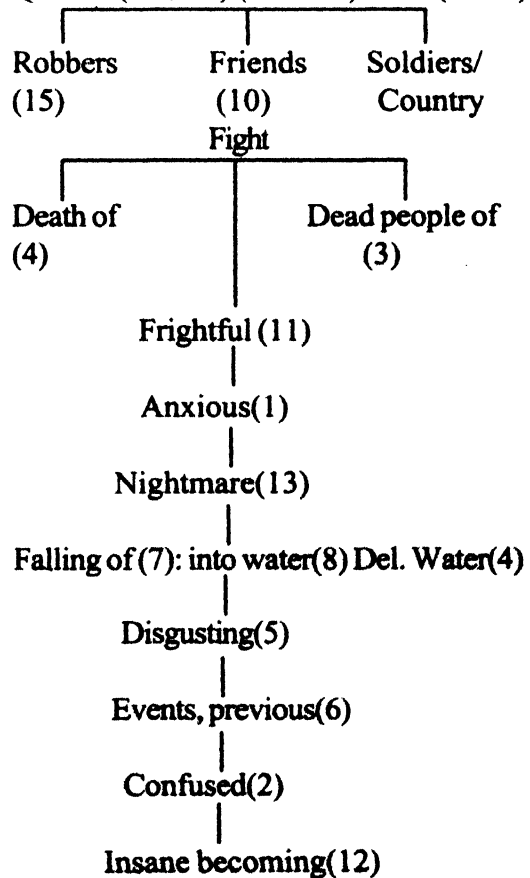 Robbers Friends Soldiers/
(15) (10) Country
Fight
Death of Dead people of
(4) (3)
Frightful (11)
Anxious(1)
Nightmare(13)
Falling of (7): into water(8) Del. Water(4)
Disgusting(5)
Events, previous(6)
Confused(2)
Insane becoming(12)